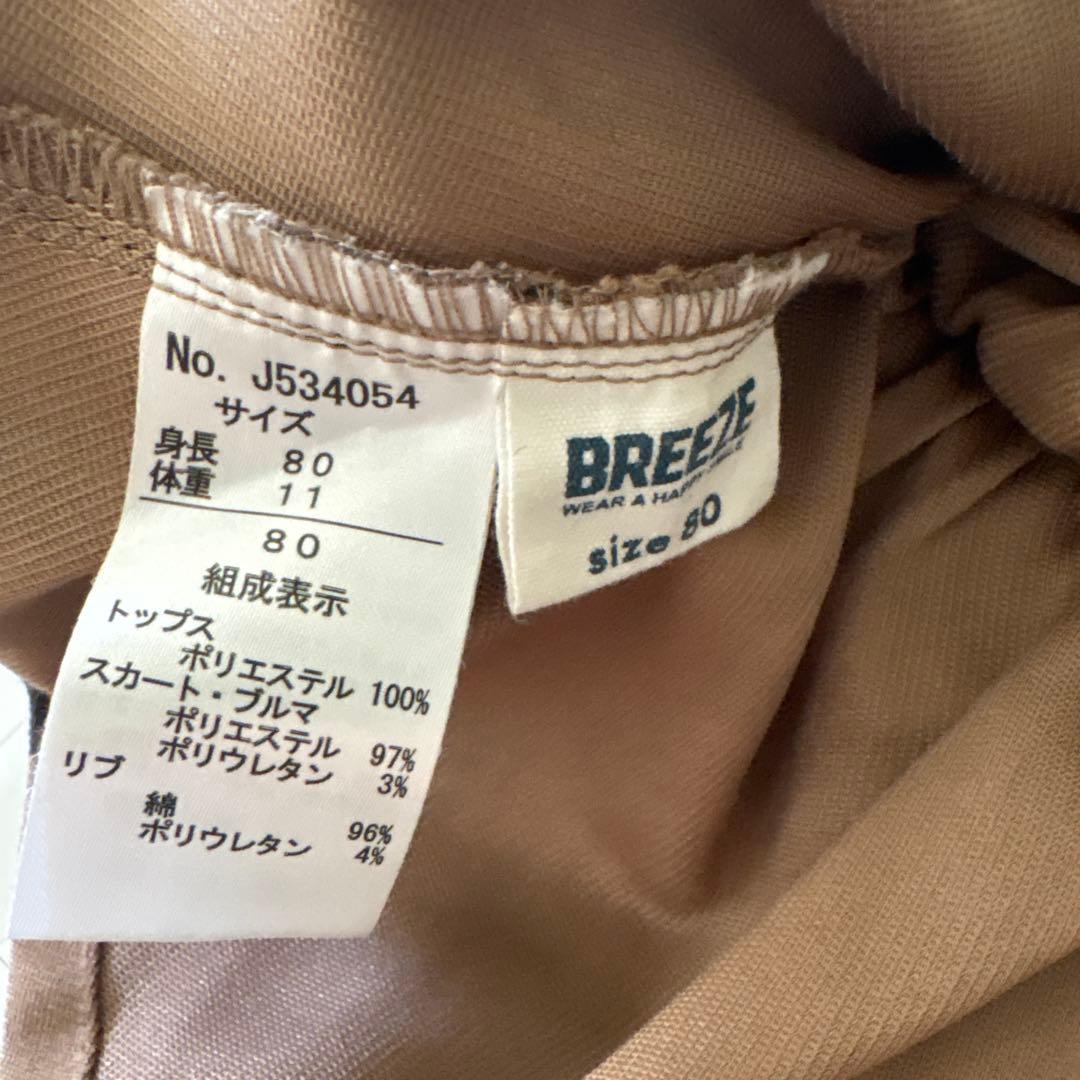 No. J534054
サイズ
身長 80
体重 11
80
組成表示
トップス
ポリエステル 100%
スカート・ブルマ
ポリエステル 97%
ポリウレタン 3%
リブ
綿 96%
ポリウレタン 4%
BREEZE
WEAR A HAPPY
size 80